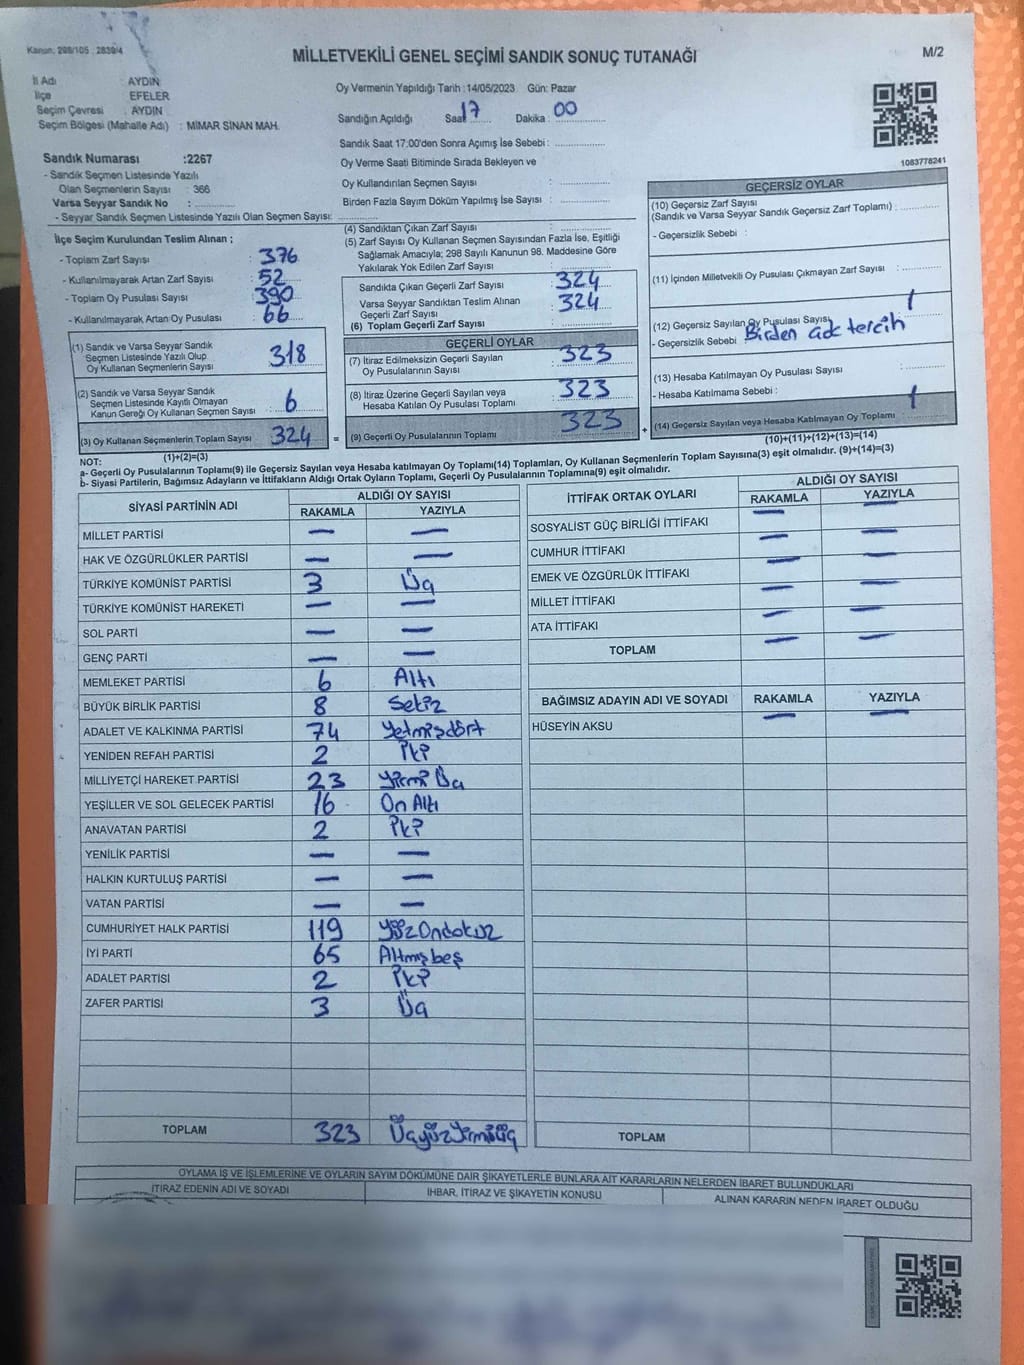 Kanun: 298/105 : 2839/4
MİLLETVEKİLİ GENEL SEÇİMİ SANDIK SONUÇ TUTANAĞI
M/2
İl Adı : AYDIN
İlçe : EFELER
Seçim Çevresi : AYDIN
Seçim Bölgesi (Mahalle Adı) : MİMAR SİNAN MAH.
Oy Vermenin Yapıldığı Tarih :14/05/2023 Gün: Pazar
Sandığın Açıldığı Saat 17 Dakika : 00
Sandık Saat 17:00'den Sonra Açımış İse Sebebi :
Oy Verme Saati Bitiminde Sırada Bekleyen ve
Oy Kullandırılan Seçmen Sayısı :
Birden Fazla Sayım Döküm Yapılmış İse Sayısı :
1083778241
Sandık Numarası :2267
- Sandık Seçmen Listesinde Yazılı
Olan Seçmenlerin Sayısı : 366
Varsa Seyyar Sandık No :
- Seyyar Sandık Seçmen Listesinde Yazılı Olan Seçmen Sayısı:
İlçe Seçim Kurulundan Teslim Alınan ;
- Toplam Zarf Sayısı : 376
- Kullanılmayarak Artan Zarf Sayısı : 52
- Toplam Oy Pusulası Sayısı : 390
- Kullanılmayarak Artan Oy Pusulası : 66
(1) Sandık ve Varsa Seyyar Sandık
Seçmen Listesinde Yazılı Olup
Oy Kullanan Seçmenlerin Sayısı : 318
(2) Sandık ve Varsa Seyyar Sandık
Seçmen Listesinde Kayıtlı Olmayan
Kanun Gereği Oy Kullanan Seçmen Sayısı : 6
(3) Oy Kullanan Seçmenlerin Toplam Sayısı 324
(1)+(2)=(3)
(4) Sandıktan Çıkan Zarf Sayısı :
(5) Zarf Sayısı Oy Kullanan Seçmen Sayısından Fazla İse, Eşitliği
Sağlamak Amacıyla; 298 Sayılı Kanunun 98. Maddesine Göre
Yakılarak Yok Edilen Zarf Sayısı :
Sandıkta Çıkan Geçerli Zarf Sayısı : 324
Varsa Seyyar Sandıktan Teslim Alınan
Geçerli Zarf Sayısı : 324
(6) Toplam Geçerli Zarf Sayısı :
GEÇERLİ OYLAR
(7) İtiraz Edilmeksizin Geçerli Sayılan
Oy Pusulalarının Sayısı : 323
(8) İtiraz Üzerine Geçerli Sayılan veya
Hesaba Katılan Oy Pusulası Toplamı : 323
= (9) Geçerli Oy Pusulalarının Toplamı : 323
GEÇERSİZ OYLAR
(10) Geçersiz Zarf Sayısı
(Sandık ve Varsa Seyyar Sandık Geçersiz Zarf Toplamı) :
- Geçersizlik Sebebi :
(11) İçinden Milletvekili Oy Pusulası Çıkmayan Zarf Sayısı :
(12) Geçersiz Sayılan Oy Pusulası Sayısı 1
- Geçersizlik Sebebi Birden çok tercih
(13) Hesaba Katılmayan Oy Pusulası Sayısı :
- Hesaba Katılmama Sebebi :
+ (14) Geçersiz Sayılan veya Hesaba Katılmayan Oy Toplamı 1
(10)+(11)+(12)+(13)=(14)
NOT:
a- Geçerli Oy Pusulalarının Toplamı(9) ile Geçersiz Sayılan veya Hesaba katılmayan Oy Toplamı(14) Toplamları, Oy Kullanan Seçmenlerin Toplam Sayısına(3) eşit olmalıdır. (9)+(14)=(3)
b- Siyasi Partilerin, Bağımsız Adayların ve İttifakların Aldığı Ortak Oyların Toplamı, Geçerli Oy Pusulalarının Toplamına(9) eşit olmalıdır.
SİYASİ PARTİNİN ADI ALDIĞI OY SAYISI
RAKAMLA YAZIYLA
MİLLET PARTİSİ — —
HAK VE ÖZGÜRLÜKLER PARTİSİ — —
TÜRKİYE KOMÜNİST PARTİSİ 3 Üç
TÜRKİYE KOMÜNİST HAREKETİ — —
SOL PARTİ — —
GENÇ PARTİ — —
MEMLEKET PARTİSİ 6 Altı
BÜYÜK BİRLİK PARTİSİ 8 Sekiz
ADALET VE KALKINMA PARTİSİ 74 Yetmişdört
YENİDEN REFAH PARTİSİ 2 İki
MİLLİYETÇİ HAREKET PARTİSİ 23 Yirmi Üç
YEŞİLLER VE SOL GELECEK PARTİSİ 16 On Altı
ANAVATAN PARTİSİ 2 İki
YENİLİK PARTİSİ — —
HALKIN KURTULUŞ PARTİSİ — —
VATAN PARTİSİ — —
CUMHURİYET HALK PARTİSİ 119 YüzOndokuz
İYİ PARTİ 65 Altmışbeş
ADALET PARTİSİ 2 İki
ZAFER PARTİSİ 3 Üç
TOPLAM 323 Üçyüzyirmiüç
İTTİFAK ORTAK OYLARI ALDIĞI OY SAYISI
RAKAMLA YAZIYLA
SOSYALİST GÜÇ BİRLİĞİ İTTİFAKI — —
CUMHUR İTTİFAKI — —
EMEK VE ÖZGÜRLÜK İTTİFAKI — —
MİLLET İTTİFAKI — —
ATA İTTİFAKI — —
TOPLAM — —
BAĞIMSIZ ADAYIN ADI VE SOYADI RAKAMLA YAZIYLA
HÜSEYİN AKSU — —
TOPLAM
OYLAMA İŞ VE İŞLEMLERİNE VE OYLARIN SAYIM DÖKÜMÜNE DAİR ŞİKAYETLERLE BUNLARA AİT KARARLARIN NELERDEN İBARET BULUNDUKLARI
İTİRAZ EDENİN ADI VE SOYADI İHBAR, İTİRAZ VE ŞİKAYETİN KONUSU ALINAN KARARIN NEDEN İBARET OLDUĞU